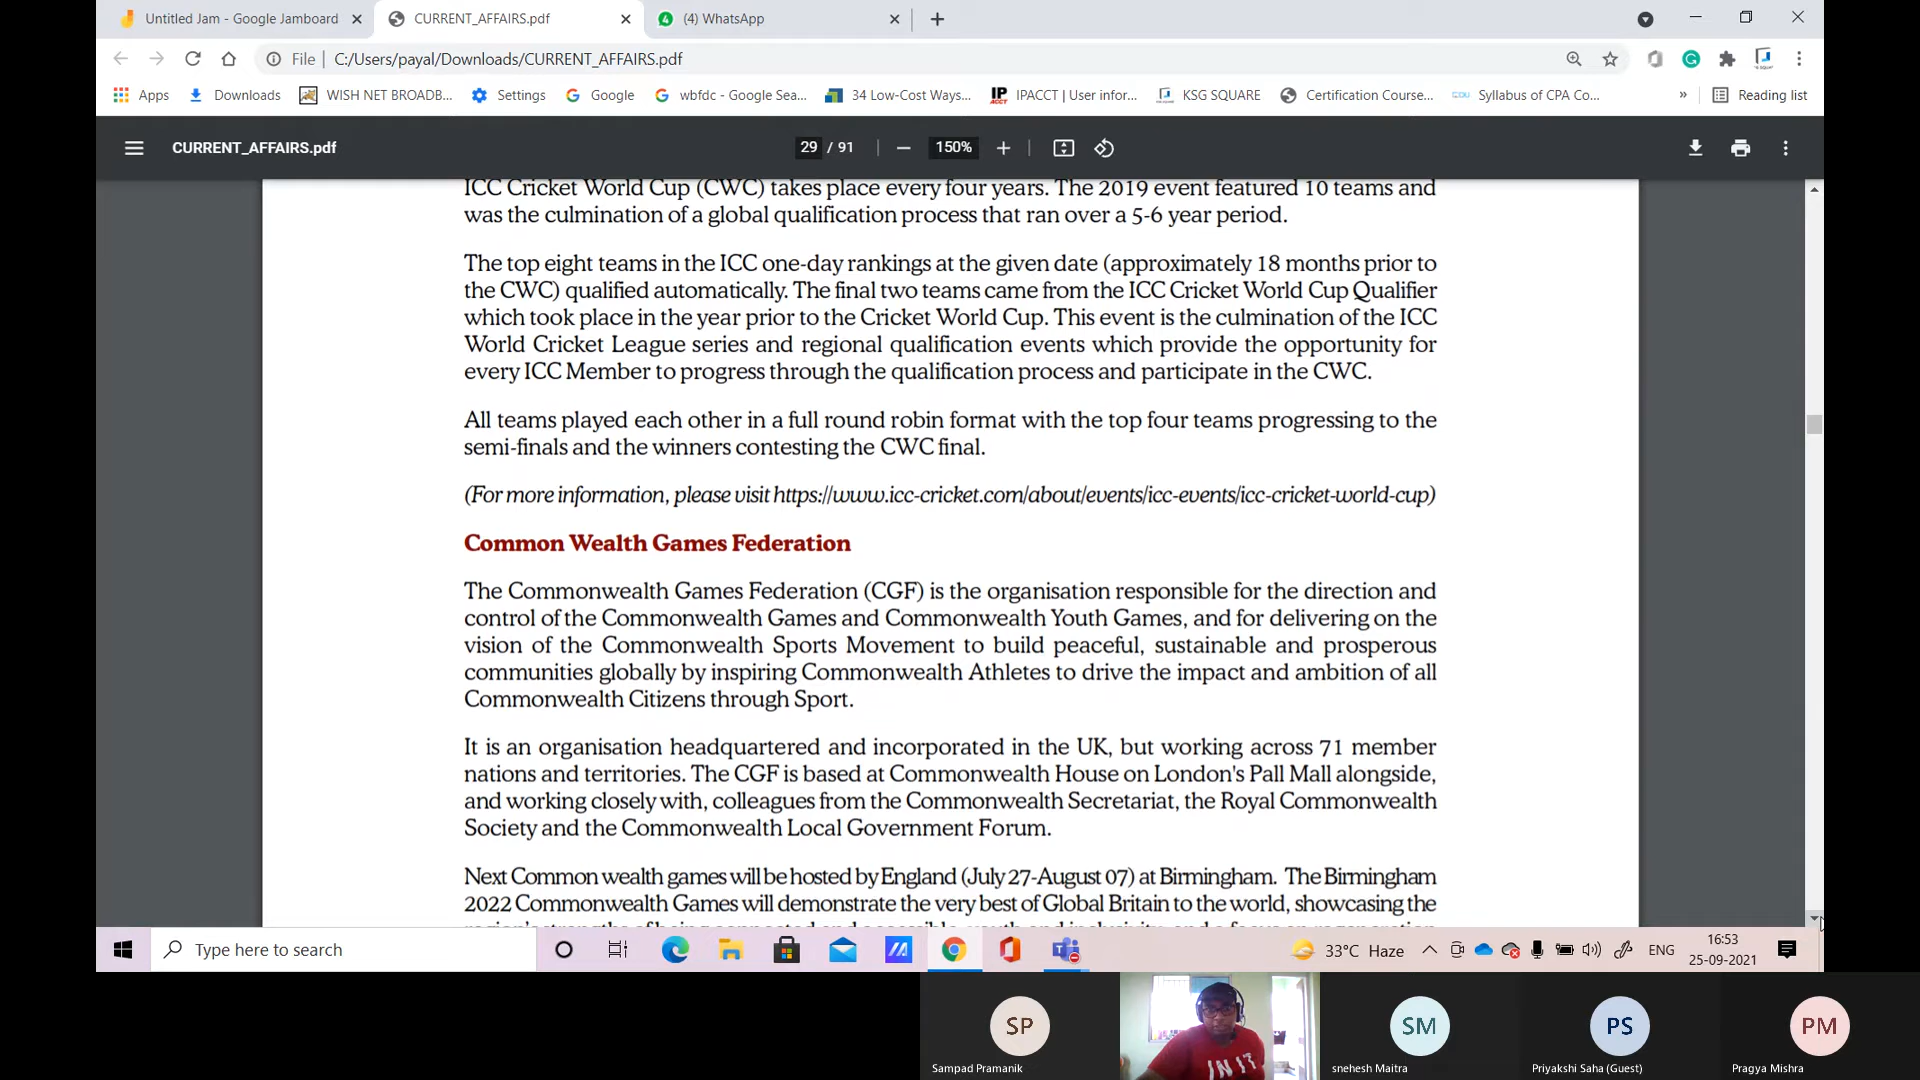 Untitled Jam - Google Jamboard
CURRENT_AFFAIRS.pdf
(4) WhatsApp
File | C:/Users/payal/Downloads/CURRENT_AFFAIRS.pdf
Apps
Downloads
WISH NET BROADB...
Settings
Google
wbfdc - Google Sea...
34 Low-Cost Ways...
IPACCT | User infor...
KSG SQUARE
Certification Course...
Syllabus of CPA Co...
»
Reading list
CURRENT_AFFAIRS.pdf
29 / 91
150%
ICC Cricket World Cup (CWC) takes place every four years. The 2019 event featured 10 teams and
was the culmination of a global qualification process that ran over a 5-6 year period.
The top eight teams in the ICC one-day rankings at the given date (approximately 18 months prior to
the CWC) qualified automatically. The final two teams came from the ICC Cricket World Cup Qualifier
which took place in the year prior to the Cricket World Cup. This event is the culmination of the ICC
World Cricket League series and regional qualification events which provide the opportunity for
every ICC Member to progress through the qualification process and participate in the CWC.
All teams played each other in a full round robin format with the top four teams progressing to the
semi-finals and the winners contesting the CWC final.
(For more information, please visit https://www.icc-cricket.com/about/events/icc-events/icc-cricket-world-cup)
Common Wealth Games Federation
The Commonwealth Games Federation (CGF) is the organisation responsible for the direction and
control of the Commonwealth Games and Commonwealth Youth Games, and for delivering on the
vision of the Commonwealth Sports Movement to build peaceful, sustainable and prosperous
communities globally by inspiring Commonwealth Athletes to drive the impact and ambition of all
Commonwealth Citizens through Sport.
It is an organisation headquartered and incorporated in the UK, but working across 71 member
nations and territories. The CGF is based at Commonwealth House on London's Pall Mall alongside,
and working closely with, colleagues from the Commonwealth Secretariat, the Royal Commonwealth
Society and the Commonwealth Local Government Forum.
Next Common wealth games will be hosted by England (July 27-August 07) at Birmingham. The Birmingham
2022 Commonwealth Games will demonstrate the very best of Global Britain to the world, showcasing the
Type here to search
33°C Haze
ENG
16:53
25-09-2021
SP
SM
PS
PM
INIT
Sampad Pramanik
snehesh Maitra
Priyakshi Saha (Guest)
Pragya Mishra